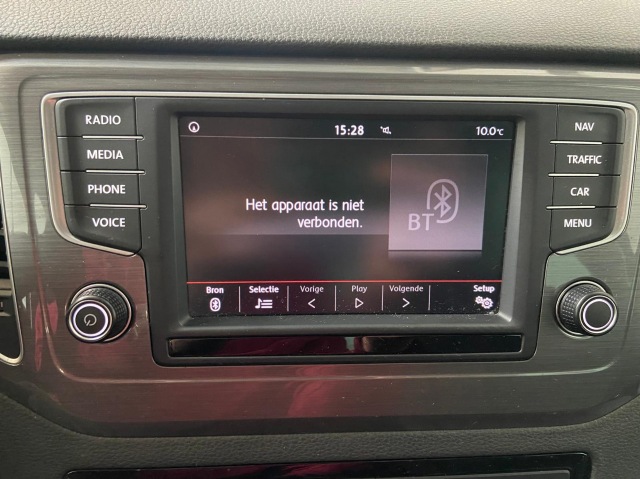 RADIO
MEDIA
PHONE
VOICE
15:28
10.0°C
Het apparaat is niet
verbonden.
BT
Bron
Selectie
Vorige
Play
Volgende
Setup
NAV
TRAFFIC
CAR
MENU